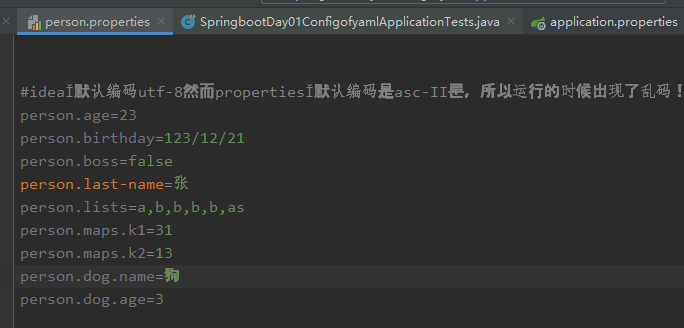 person.properties × SpringbootDay01ConfigofyamlApplicationTests.java × application.properties
#idea默认编码utf-8然而properties默认编码是asc-II是，所以运行的时候出现了乱码！
person.age=23
person.birthday=123/12/21
person.boss=false
person.last-name=张
person.lists=a,b,b,b,b,as
person.maps.k1=31
person.maps.k2=13
person.dog.name=狗
person.dog.age=3